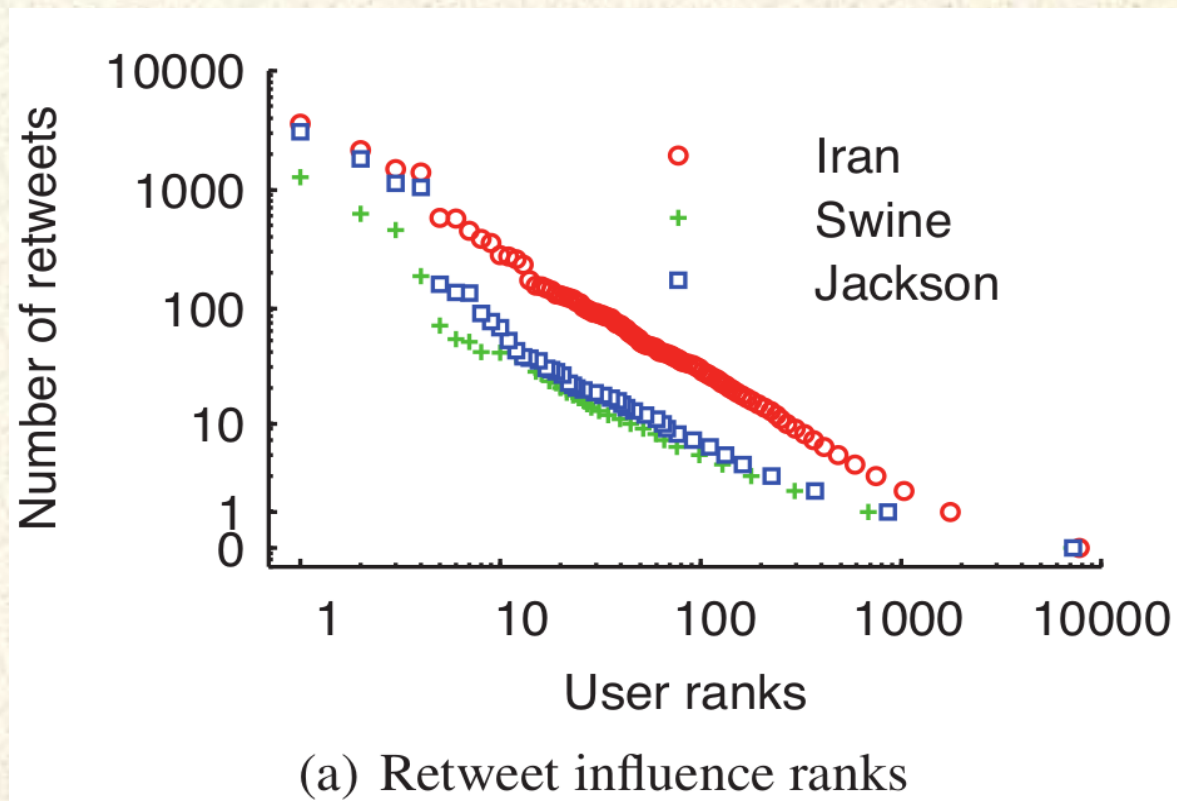 10000
1000
100
10
1
0
Number of retweets
Iran
Swine
Jackson
1 10 100 1000 10000
User ranks
(a) Retweet influence ranks